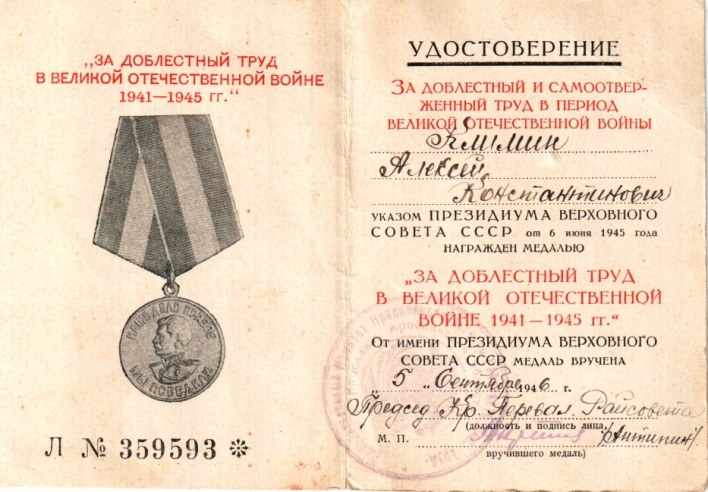 „ЗА ДОБЛЕСТНЫЙ ТРУД
В ВЕЛИКОЙ ОТЕЧЕСТВЕННОЙ ВОЙНЕ
1941—1945 гг.“
НАШЕ ДЕЛО ПРАВОЕ
МЫ ПОБЕДИЛИ
Л № 359593 ✻
УДОСТОВЕРЕНИЕ
ЗА ДОБЛЕСТНЫЙ И САМООТВЕР-
ЖЕННЫЙ ТРУД В ПЕРИОД
ВЕЛИКОЙ ОТЕЧЕСТВЕННОЙ ВОЙНЫ
Климин
Алексей
Константинович
УКАЗОМ ПРЕЗИДИУМА ВЕРХОВНОГО
СОВЕТА СССР от 6 июня 1945 года
НАГРАЖДЕН МЕДАЛЬЮ
„ЗА ДОБЛЕСТНЫЙ ТРУД
В ВЕЛИКОЙ ОТЕЧЕСТВЕННОЙ
ВОЙНЕ 1941—1945 гг.“
ОТ ИМЕНИ ПРЕЗИДИУМА ВЕРХОВНОГО
СОВЕТА СССР МЕДАЛЬ ВРУЧЕНА
„5„ Сентября 1946 г.
Председ Кр. Перевал. Райсовета
(должность и подпись лица,
М. П. /Антипин/
вручившего медаль)